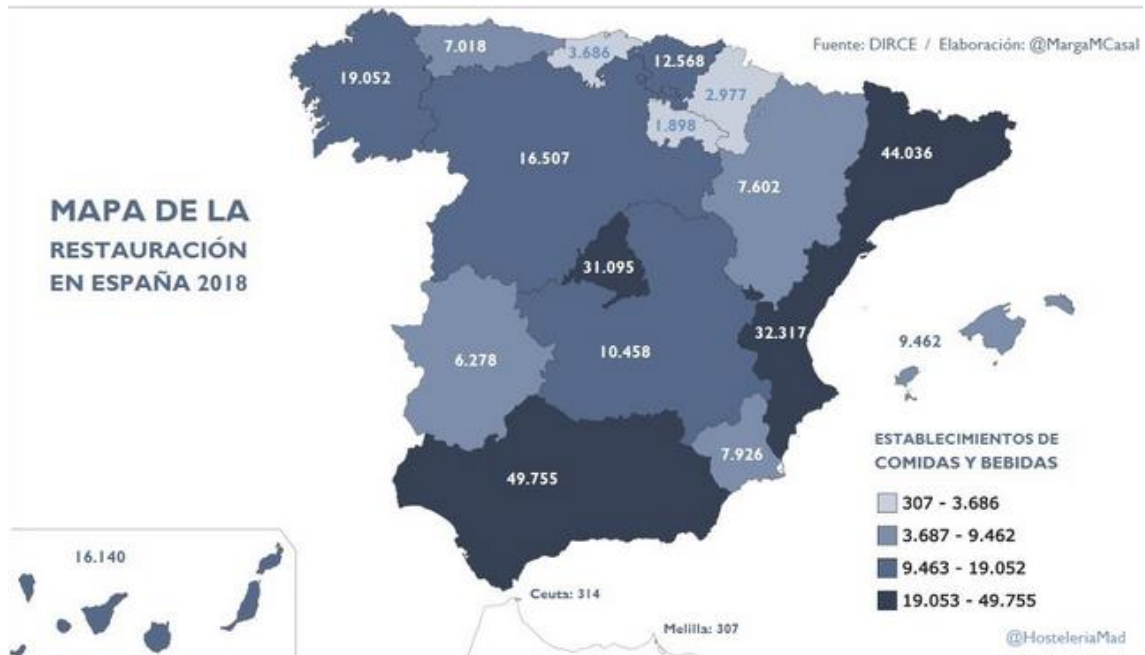 Fuente: DIRCE / Elaboración: @MargaMCasal
7.018
3.686
12.568
19.052
2.977
1.898
16.507
44.036
7.602
MAPA DE LA
RESTAURACIÓN
EN ESPAÑA 2018
31.095
32.317
9.462
10.458
6.278
7.926
49.755
ESTABLECIMIENTOS DE
COMIDAS Y BEBIDAS
307 - 3.686
3.687 - 9.462
9.463 - 19.052
19.053 - 49.755
16.140
Ceuta: 314
Melilla: 307
@HosteleriaMad